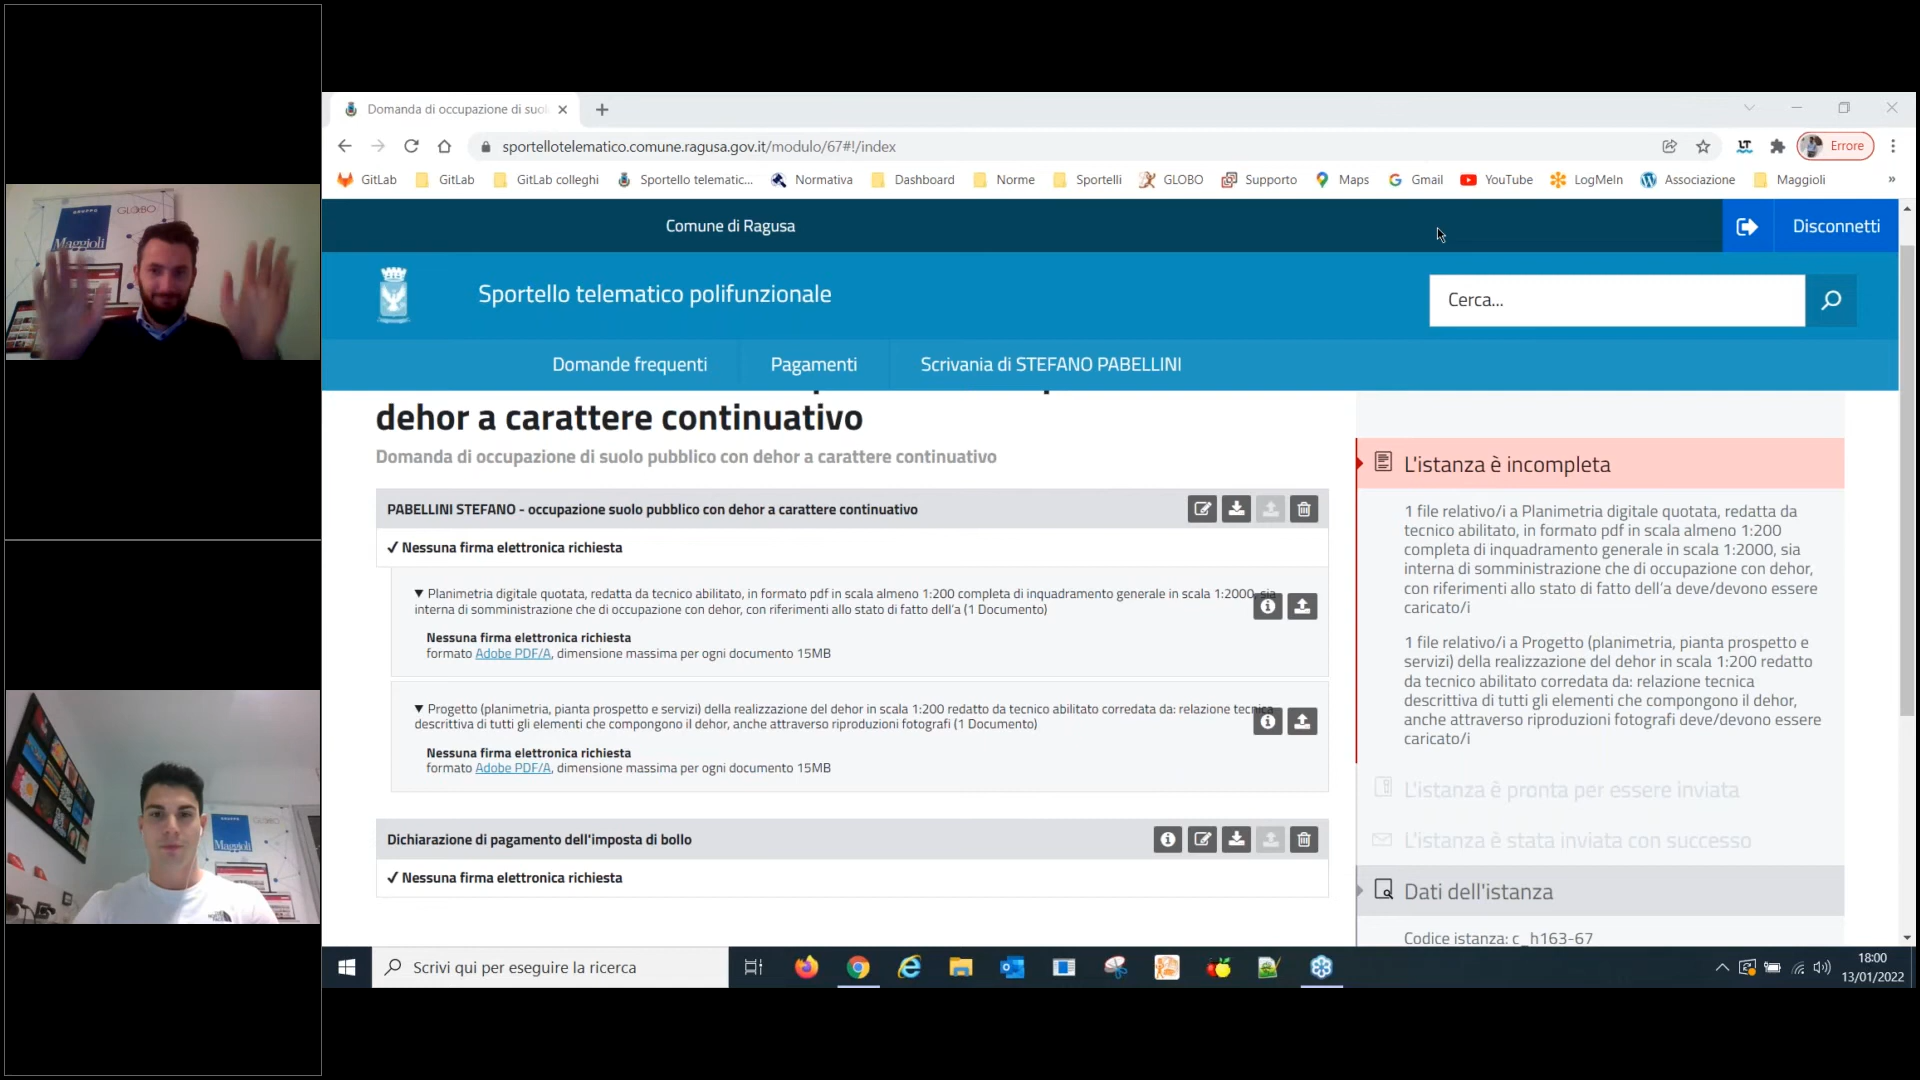 GRUPPO
Maggioli
GLOBO
Maggioli
GLOBO
Domanda di occupazione di suol
sportellotelematico.comune.ragusa.gov.it/modulo/67#!/index
Errore
GitLab
GitLab
GitLab colleghi
Sportello telematic...
Normativa
Dashboard
Norme
Sportelli
GLOBO
Supporto
Maps
Gmail
YouTube
LogMeIn
Associazione
Maggioli
»
Comune di Ragusa
Disconnetti
Sportello telematico polifunzionale
Cerca...
Domande frequenti
Pagamenti
Scrivania di STEFANO PABELLINI
dehor a carattere continuativo
Domanda di occupazione di suolo pubblico con dehor a carattere continuativo
PABELLINI STEFANO - occupazione suolo pubblico con dehor a carattere continuativo
✓ Nessuna firma elettronica richiesta
▼ Planimetria digitale quotata, redatta da tecnico abilitato, in formato pdf in scala almeno 1:200 completa di inquadramento generale in scala 1:2000, sia
interna di somministrazione che di occupazione con dehor, con riferimenti allo stato di fatto dell'a (1 Documento)
Nessuna firma elettronica richiesta
formato Adobe PDF/A, dimensione massima per ogni documento 15MB
▼ Progetto (planimetria, pianta prospetto e servizi) della realizzazione del dehor in scala 1:200 redatto da tecnico abilitato corredata da: relazione tecnica
descrittiva di tutti gli elementi che compongono il dehor, anche attraverso riproduzioni fotografi (1 Documento)
Nessuna firma elettronica richiesta
formato Adobe PDF/A, dimensione massima per ogni documento 15MB
Dichiarazione di pagamento dell'imposta di bollo
✓ Nessuna firma elettronica richiesta
L'istanza è incompleta
1 file relativo/i a Planimetria digitale quotata, redatta da
tecnico abilitato, in formato pdf in scala almeno 1:200
completa di inquadramento generale in scala 1:2000, sia
interna di somministrazione che di occupazione con dehor,
con riferimenti allo stato di fatto dell'a deve/devono essere
caricato/i
1 file relativo/i a Progetto (planimetria, pianta prospetto e
servizi) della realizzazione del dehor in scala 1:200 redatto
da tecnico abilitato corredata da: relazione tecnica
descrittiva di tutti gli elementi che compongono il dehor,
anche attraverso riproduzioni fotografi deve/devono essere
caricato/i
L'istanza è pronta per essere inviata
L'istanza è stata inviata con successo
Dati dell'istanza
Codice istanza: c_h163-67
Scrivi qui per eseguire la ricerca
18:00
13/01/2022